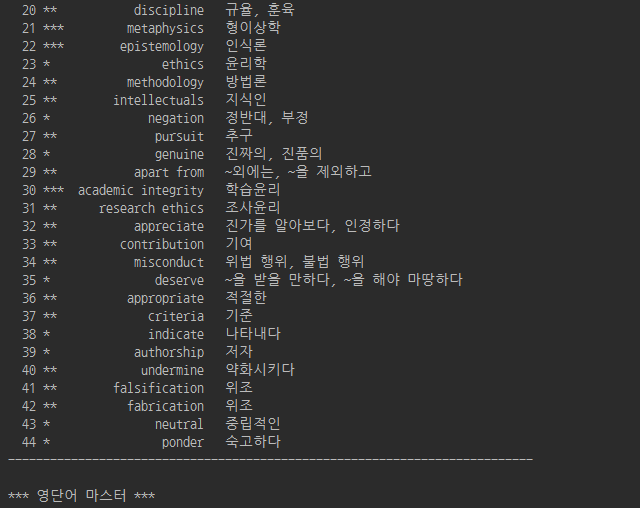 20 ** discipline 규율, 훈육
21 *** metaphysics 형이상학
22 *** epistemology 인식론
23 * ethics 윤리학
24 ** methodology 방법론
25 ** intellectuals 지식인
26 * negation 정반대, 부정
27 ** pursuit 추구
28 * genuine 진짜의, 진품의
29 ** apart from ~외에는, ~을 제외하고
30 *** academic integrity 학습윤리
31 ** research ethics 조사윤리
32 ** appreciate 진가를 알아보다, 인정하다
33 ** contribution 기여
34 ** misconduct 위법 행위, 불법 행위
35 * deserve ~을 받을 만하다, ~을 해야 마땅하다
36 ** appropriate 적절한
37 ** criteria 기준
38 * indicate 나타내다
39 * authorship 저자
40 ** undermine 약화시키다
41 ** falsification 위조
42 ** fabrication 위조
43 * neutral 중립적인
44 * ponder 숙고하다
*** 영단어 마스터 ***